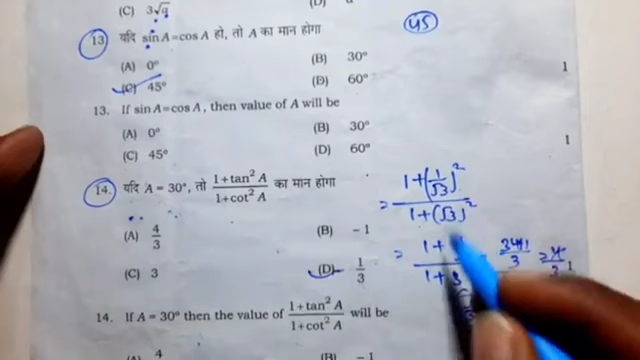 (C) 3√q (D)
13 यदि sin A = cos A हो, तो A का मान होगा
45
(A) 0° (B) 30°
(C) 45° (D) 60° 1
13. If sin A = cos A, then value of A will be
(A) 0° (B) 30°
(C) 45° (D) 60° 1
14. यदि A = 30°, तो (1+tan² A)/(1+cot² A) का मान होगा
= (1+(1/√3)²)/(1+(√3)²)
(A) 4/3 (B) -1
(C) 3 (D) 1/3 1
14. If A = 30° then the value of (1+tan² A)/(1+cot² A) will be
(A) 4 (B) -1